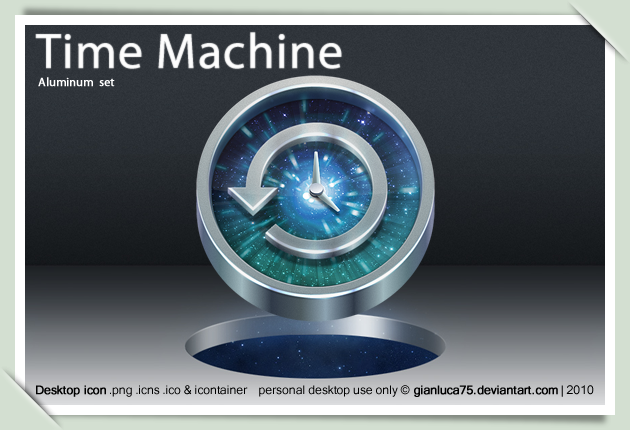 Time Machine
Aluminum set
Desktop icon .png .icns .ico & icontainer personal desktop use only © gianluca75.deviantart.com | 2010